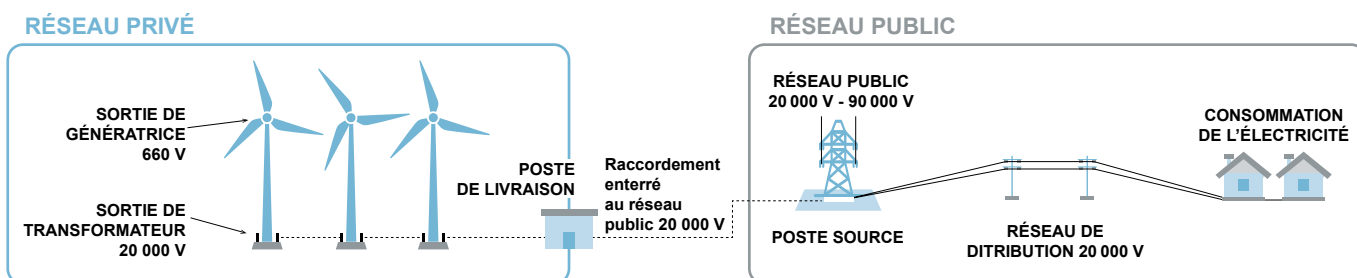 RÉSEAU PRIVÉ
SORTIE DE
GÉNÉRATRICE
660 V
SORTIE DE
TRANSFORMATEUR
20 000 V
POSTE
DE LIVRAISON
Raccordement
enterré
au réseau
public 20 000 V
RÉSEAU PUBLIC
RÉSEAU PUBLIC
20 000 V - 90 000 V
POSTE SOURCE
RÉSEAU DE
DITRIBUTION 20 000 V
CONSOMMATION
DE L'ÉLECTRICITÉ